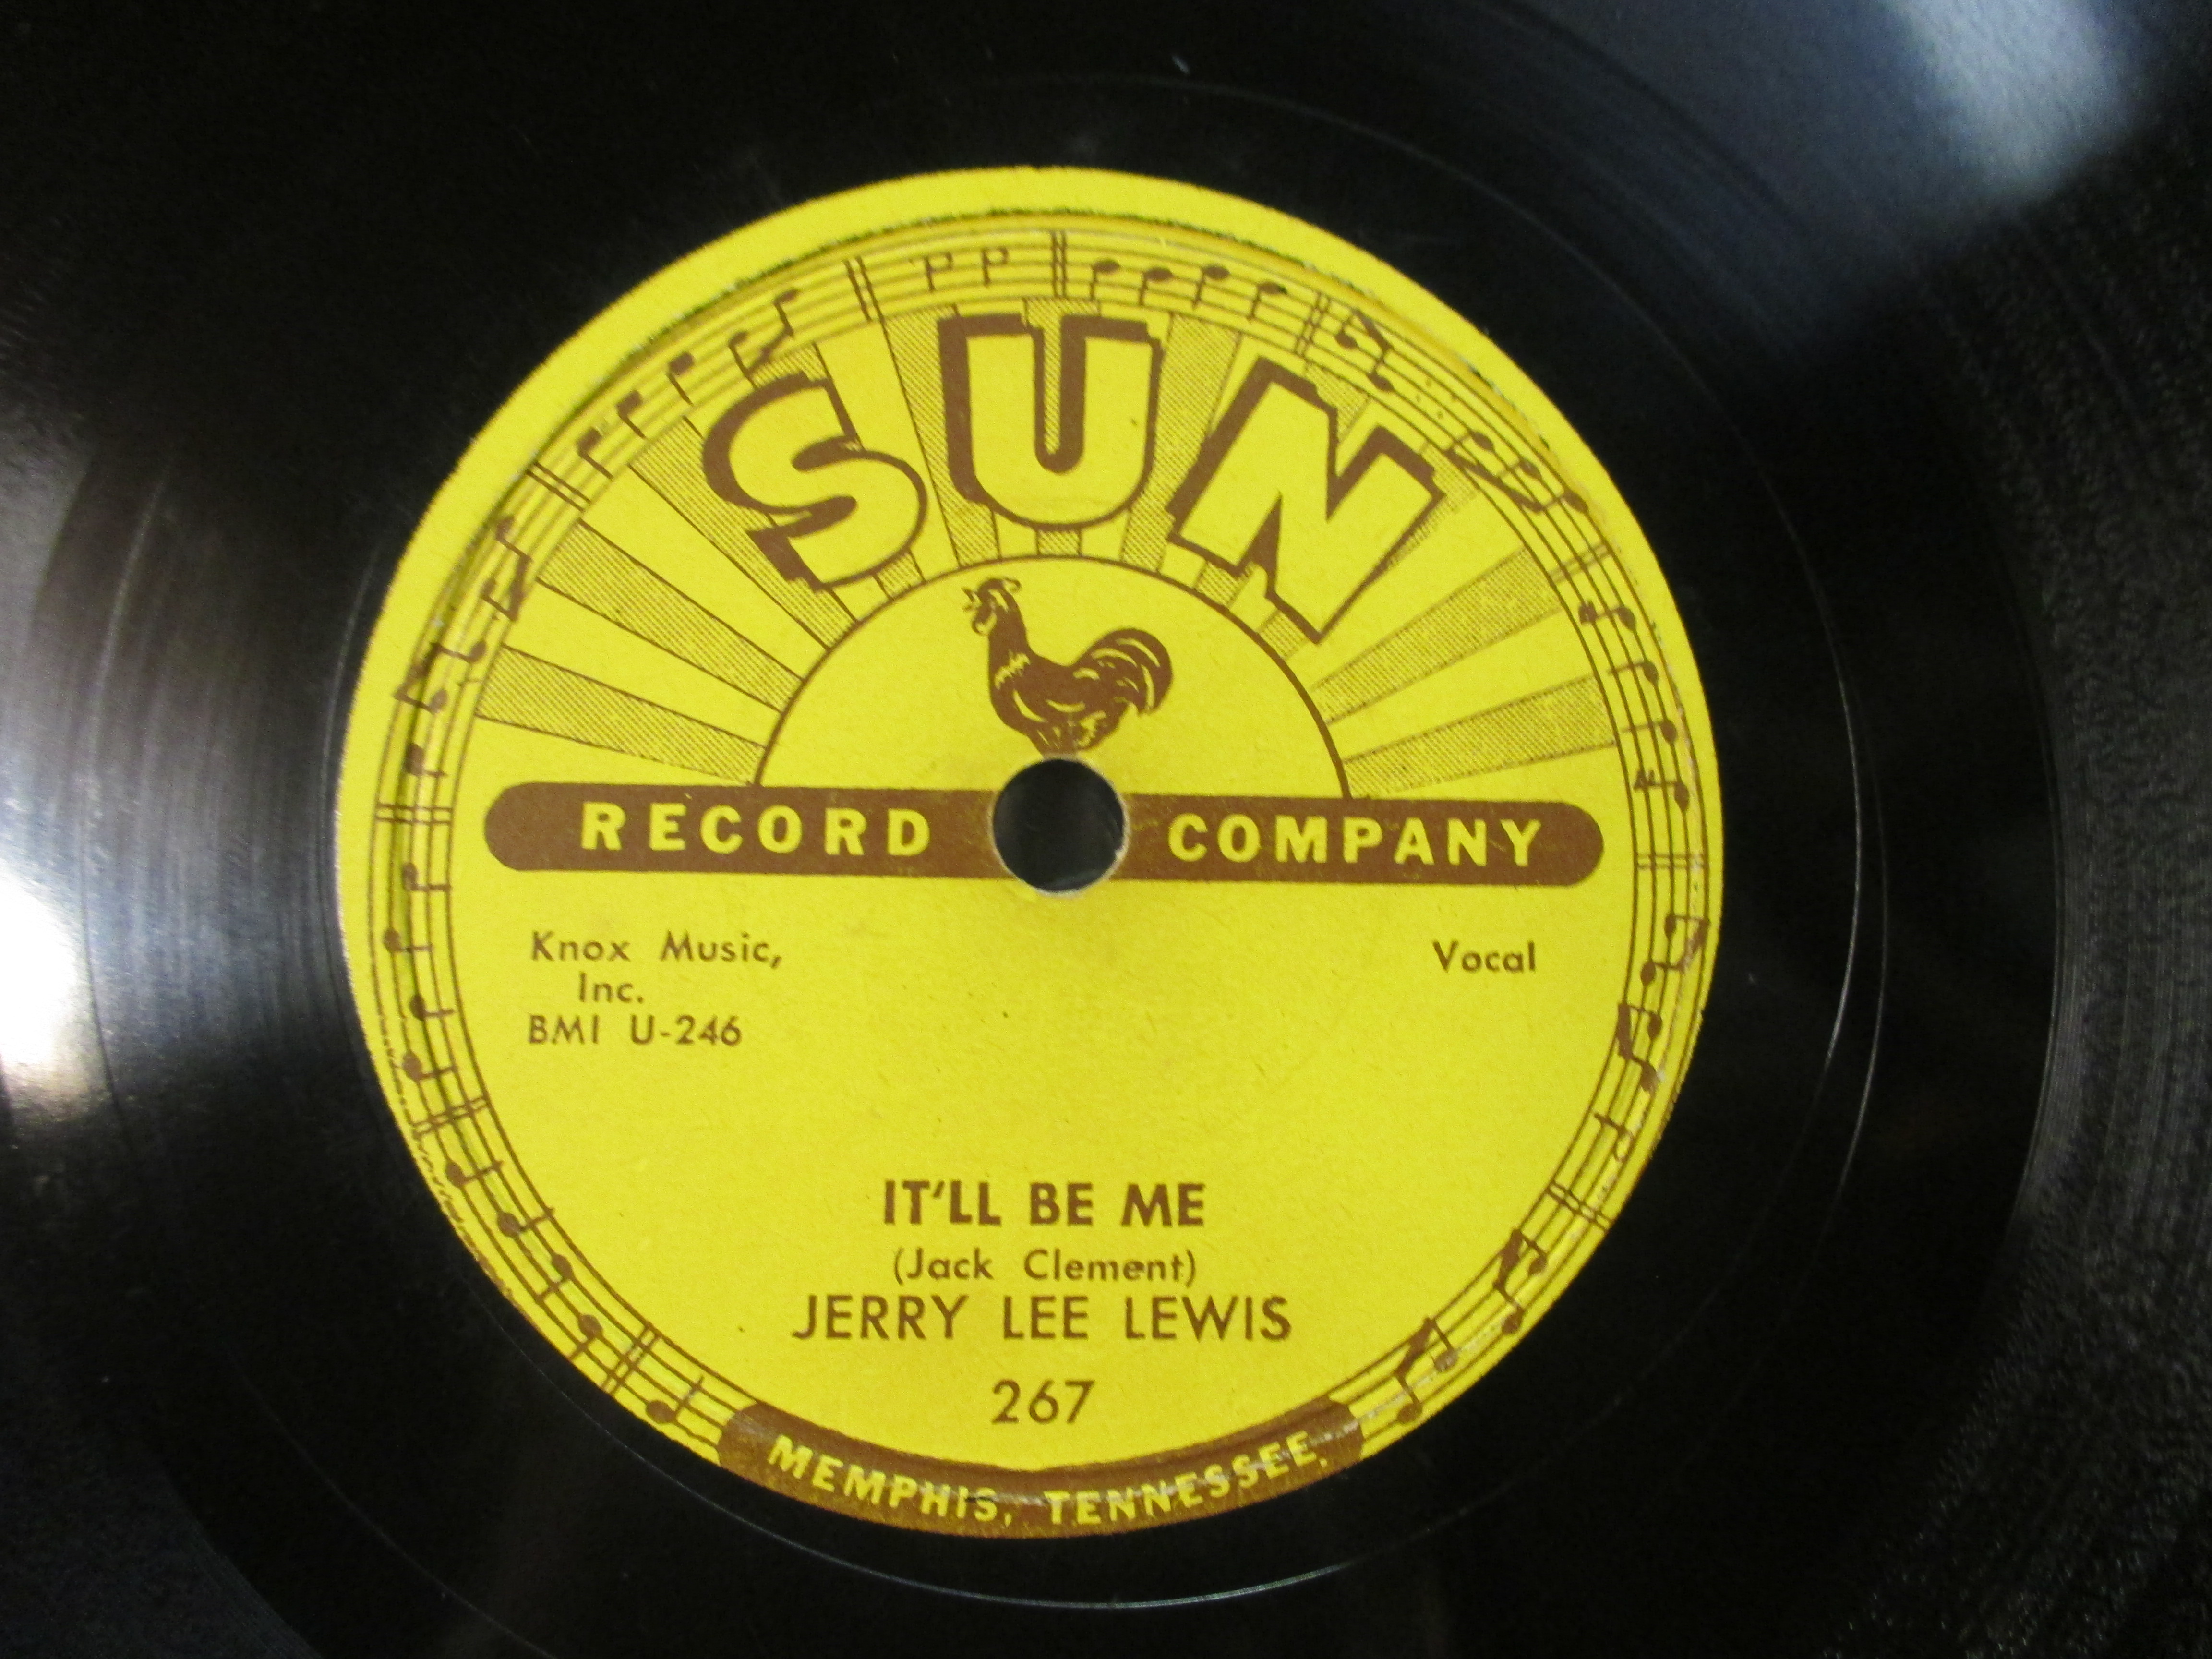 SUN
RECORD COMPANY
Knox Music,
Inc.
BMI U-246
Vocal
IT'LL BE ME
(Jack Clement)
JERRY LEE LEWIS
267
MEMPHIS, TENNESSEE.